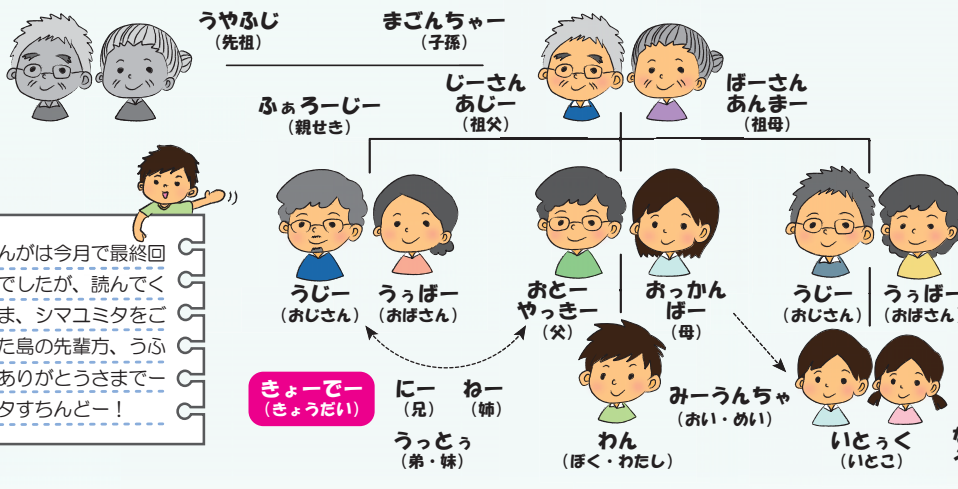 うやふじ
(先祖)
まごんちゃー
(子孫)
じーさん
あじー
(祖父)
ばーさん
あんまー
(祖母)
ふぁろーじー
(親せき)
うじー
(おじさん)
うぅばー
(おばさん)
おとー
やっきー
(父)
おっかん
ばー
(母)
うじー
(おじさん)
うぅばー
(おばさん
きょーでー
(きょうだい)
にー
(兄)
ねー
(姉)
うっとぅ
(弟・妹)
わん
(ぼく・わたし)
みーうんちゃ
(おい・めい)
いとぅく
(いとこ)
んがは今月で最終回
でしたが、読んでく
ま、シマユミタをご
た島の先輩方、うふ
ありがとうさまでー
タすちんどー！